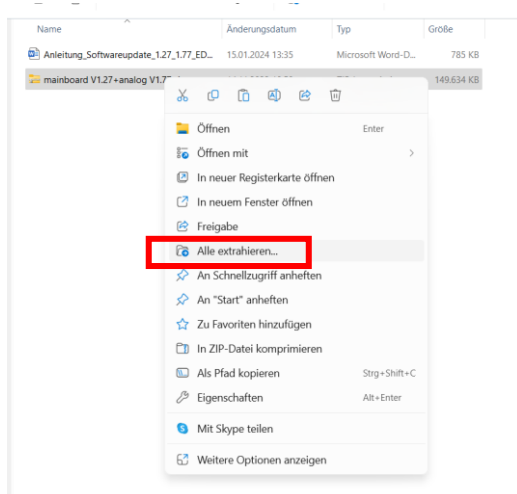 Name Änderungsdatum Typ Größe
Anleitung_Softwareupdate_1.27_1.77_ED... 15.01.2024 13:35 Microsoft Word-D... 785 KB
mainboard V1.27+analog 149.634 KB
Öffnen Enter
Öffnen mit
In neuer Registerkarte öffnen
In neuem Fenster öffnen
Freigabe
Alle extrahieren...
An Schnellzugriff anheften
An "Start" anheften
Zu Favoriten hinzufügen
In ZIP-Datei komprimieren
Als Pfad kopieren Strg+Shift+C
Eigenschaften Alt+Enter
Mit Skype teilen
Weitere Optionen anzeigen